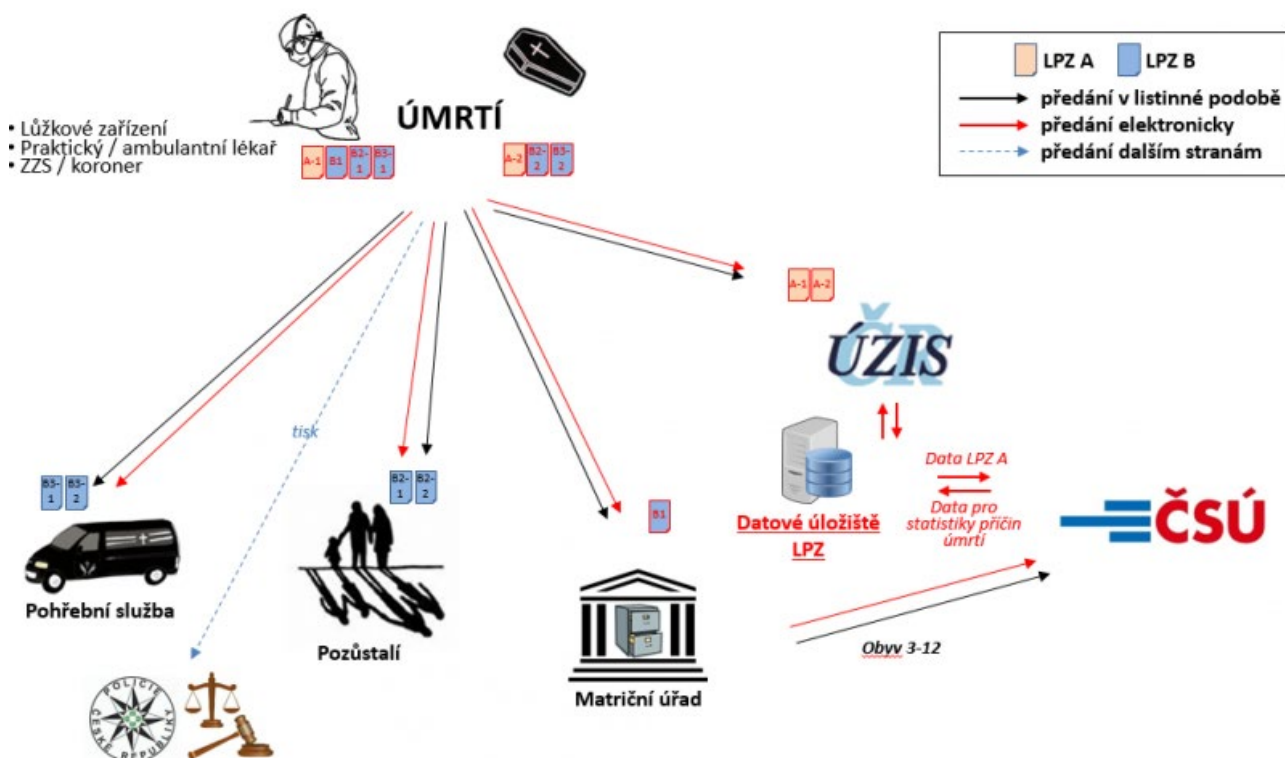 LPZ A
LPZ B
předání v listinné podobě
předání elektronicky
předání dalším stranám
ÚMRTÍ
• Lůžkové zařízení
• Praktický / ambulantní lékař
• ZZS / koroner
A-1
B1
B2-1
B3-1
A-2
B2-2
B3-2
A-1
A-2
ÚZIS
ČR
tisk
B3-1
B3-2
B2-1
B2-2
B1
Datové úložiště
LPZ
Data LPZ A
Data pro
statistiky příčin
úmrtí
ČSÚ
Pohřební služba
Pozůstalí
Matriční úřad
Obyv 3-12
POLICIE
ČESKÉ REPUBLIKY